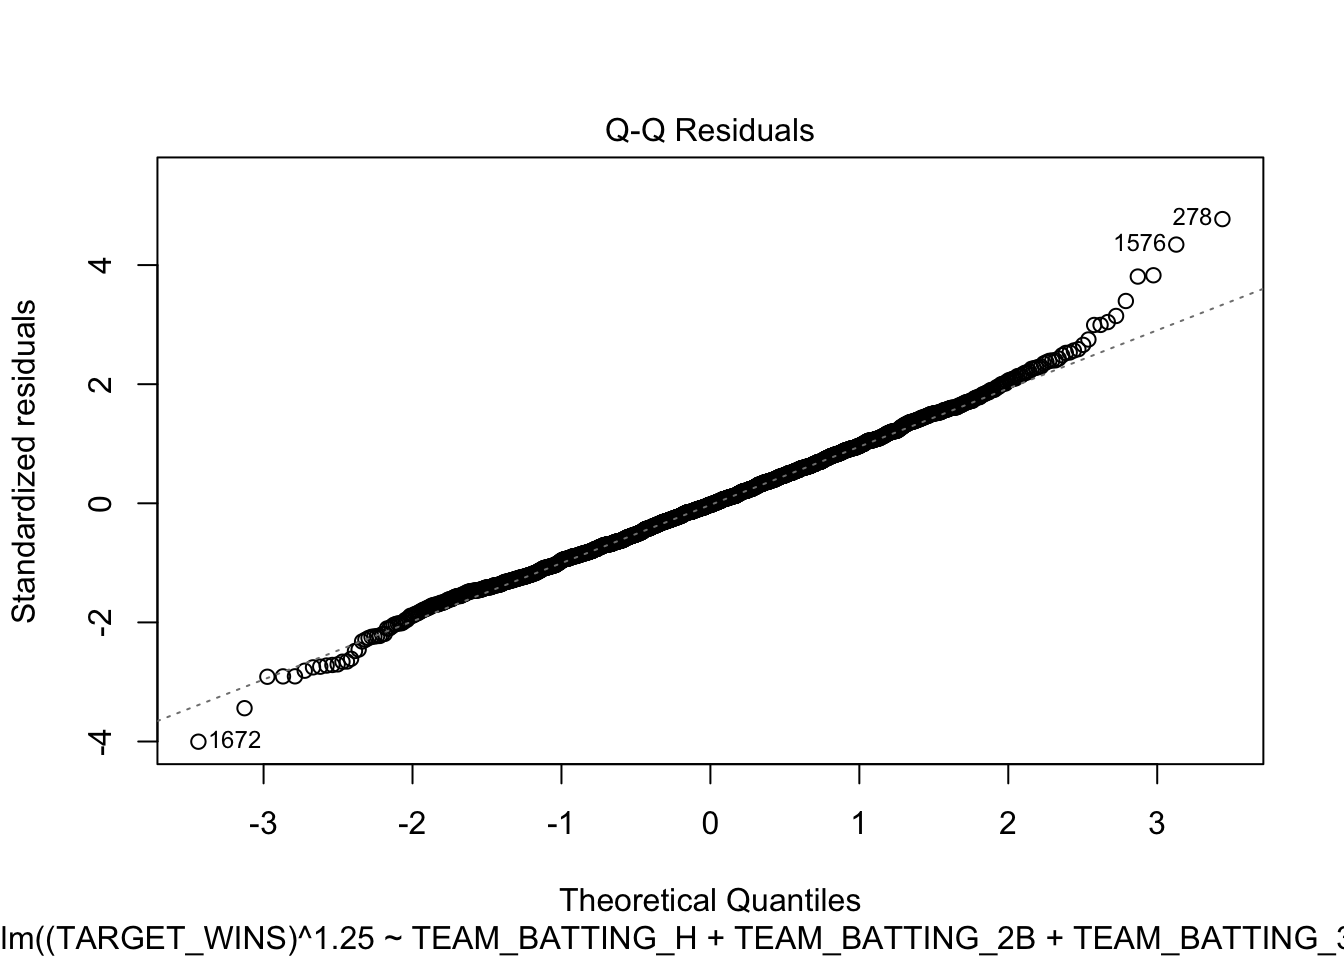 Q-Q Residuals
278
1576
4
2
0
-2
-4
1672
Standardized residuals
-3 -2 -1 0 1 2 3
Theoretical Quantiles
lm((TARGET_WINS)^1.25 ~ TEAM_BATTING_H + TEAM_BATTING_2B + TEAM_BATTING_3